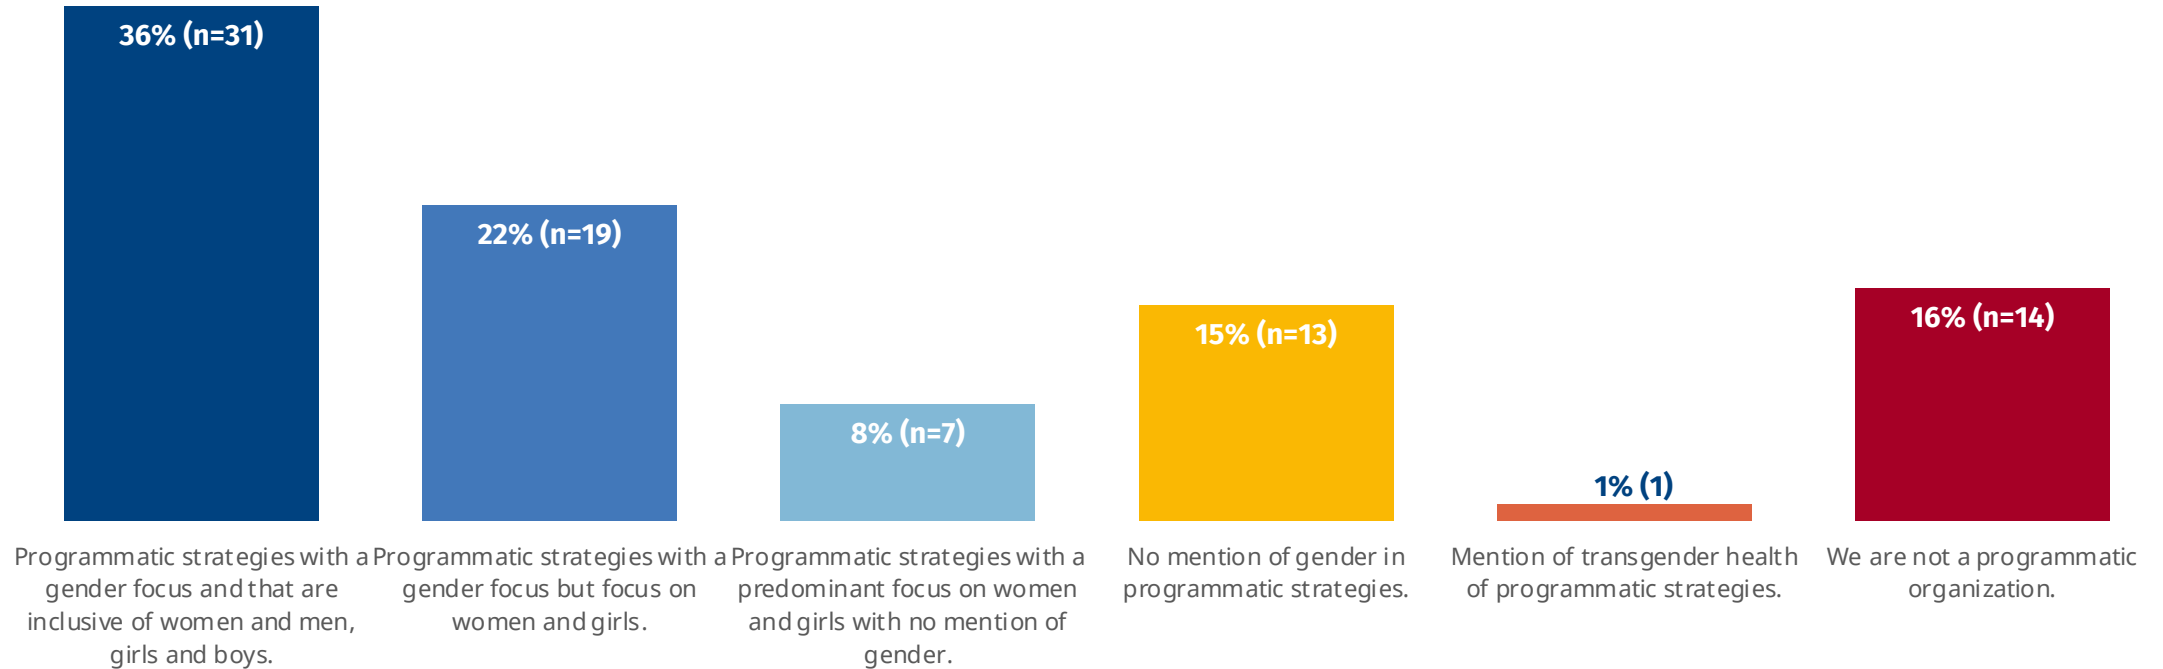 36% (n=31)
22% (n=19)
8% (n=7)
15% (n=13)
1% (1)
16% (n=14)
Programmatic strategies with a
gender focus and that are
inclusive of women and men,
girls and boys.
Programmatic strategies with a
gender focus but focus on
women and girls.
Programmatic strategies with a
predominant focus on women
and girls with no mention of
gender.
No mention of gender in
programmatic strategies.
Mention of transgender health
of programmatic strategies.
We are not a programmatic
organization.